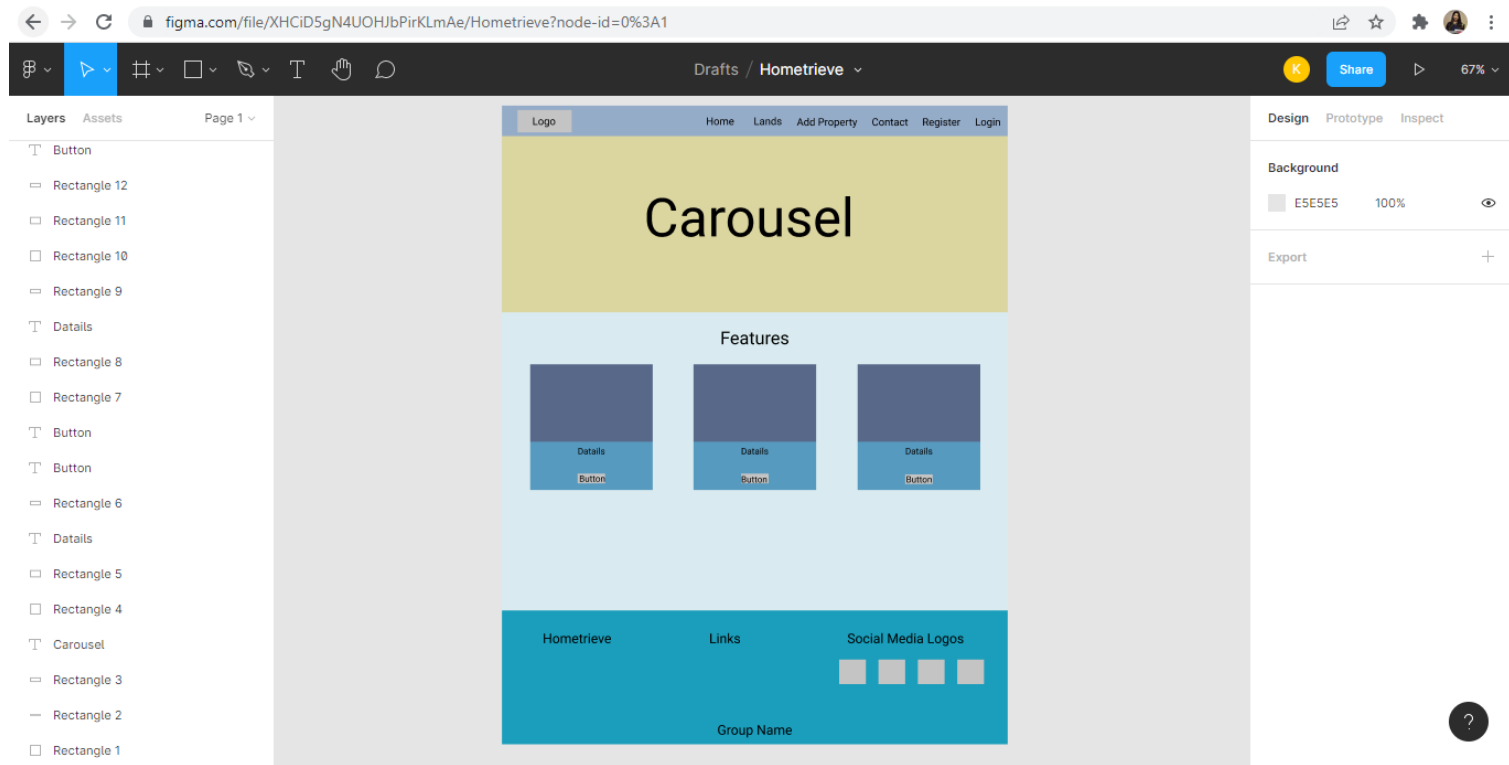 figma.com/file/XHCiD5gN4UOHJbPirKLmAe/Hometrieve?node-id=0%3A1
Drafts / Hometrieve
K
Share
67%
Layers Assets Page 1
Button
Rectangle 12
Rectangle 11
Rectangle 10
Rectangle 9
Datails
Rectangle 8
Rectangle 7
Button
Button
Rectangle 6
Datails
Rectangle 5
Rectangle 4
Carousel
Rectangle 3
Rectangle 2
Rectangle 1
Logo Home Lands Add Property Contact Register Login
Carousel
Features
Datails Datails Datails
Button Button Button
Hometrieve Links Social Media Logos
Group Name
Design Prototype Inspect
Background
E5E5E5 100%
Export
?